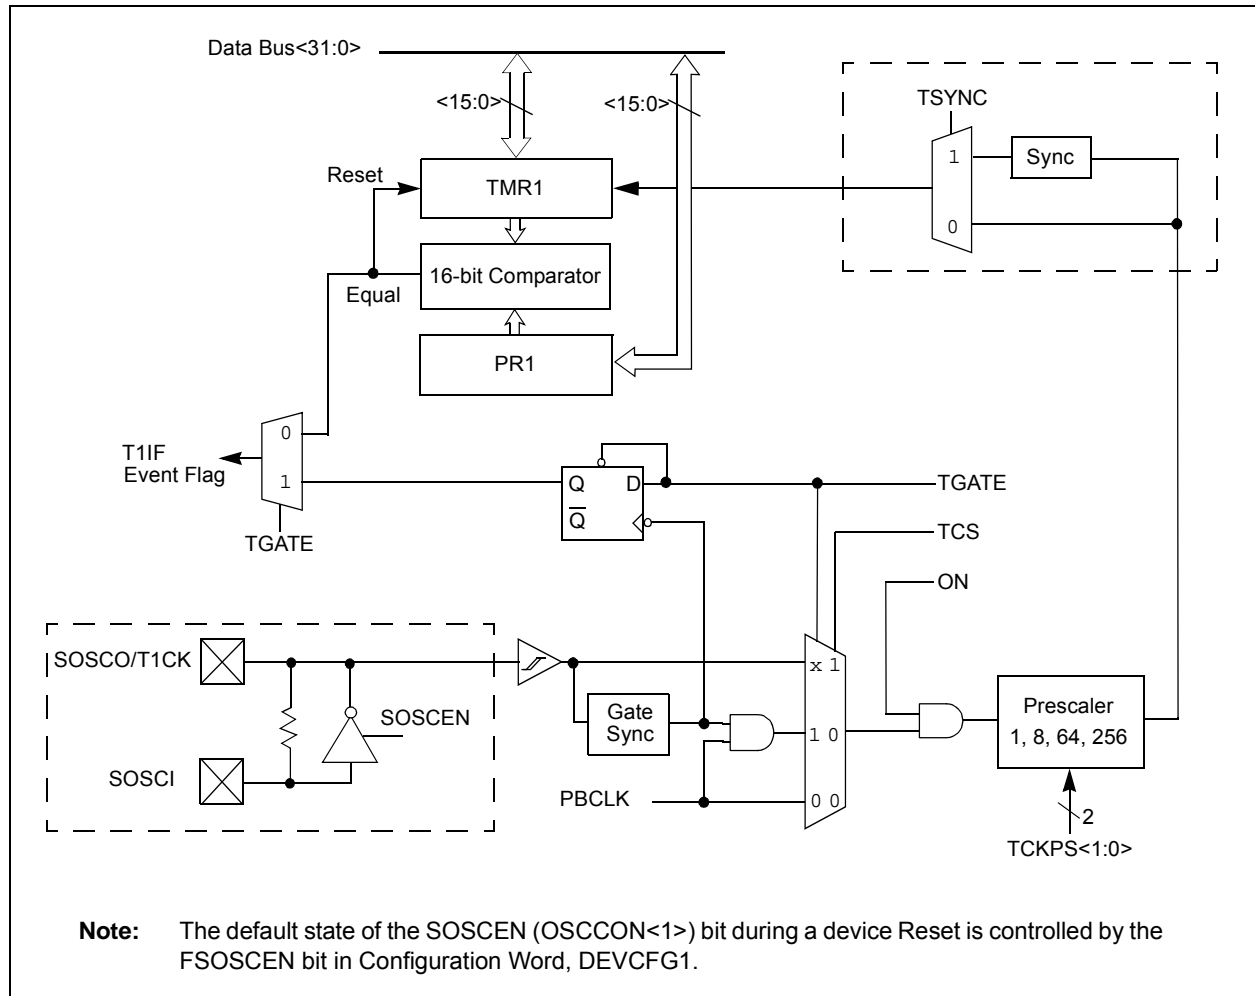 Data Bus<31:0>
<15:0>
<15:0>
TSYNC
1
Sync
Reset
TMR1
0
16-bit Comparator
Equal
PR1
0
T1IF
Event Flag
1
Q
D
TGATE
Q
TGATE
TCS
ON
SOSCO/T1CK
x 1
SOSCEN
Gate
Sync
1 0
Prescaler
1, 8, 64, 256
SOSCI
PBCLK
0 0
2
TCKPS<1:0>
Note: The default state of the SOSCEN (OSCCON<1>) bit during a device Reset is controlled by the
FSOSCEN bit in Configuration Word, DEVCFG1.